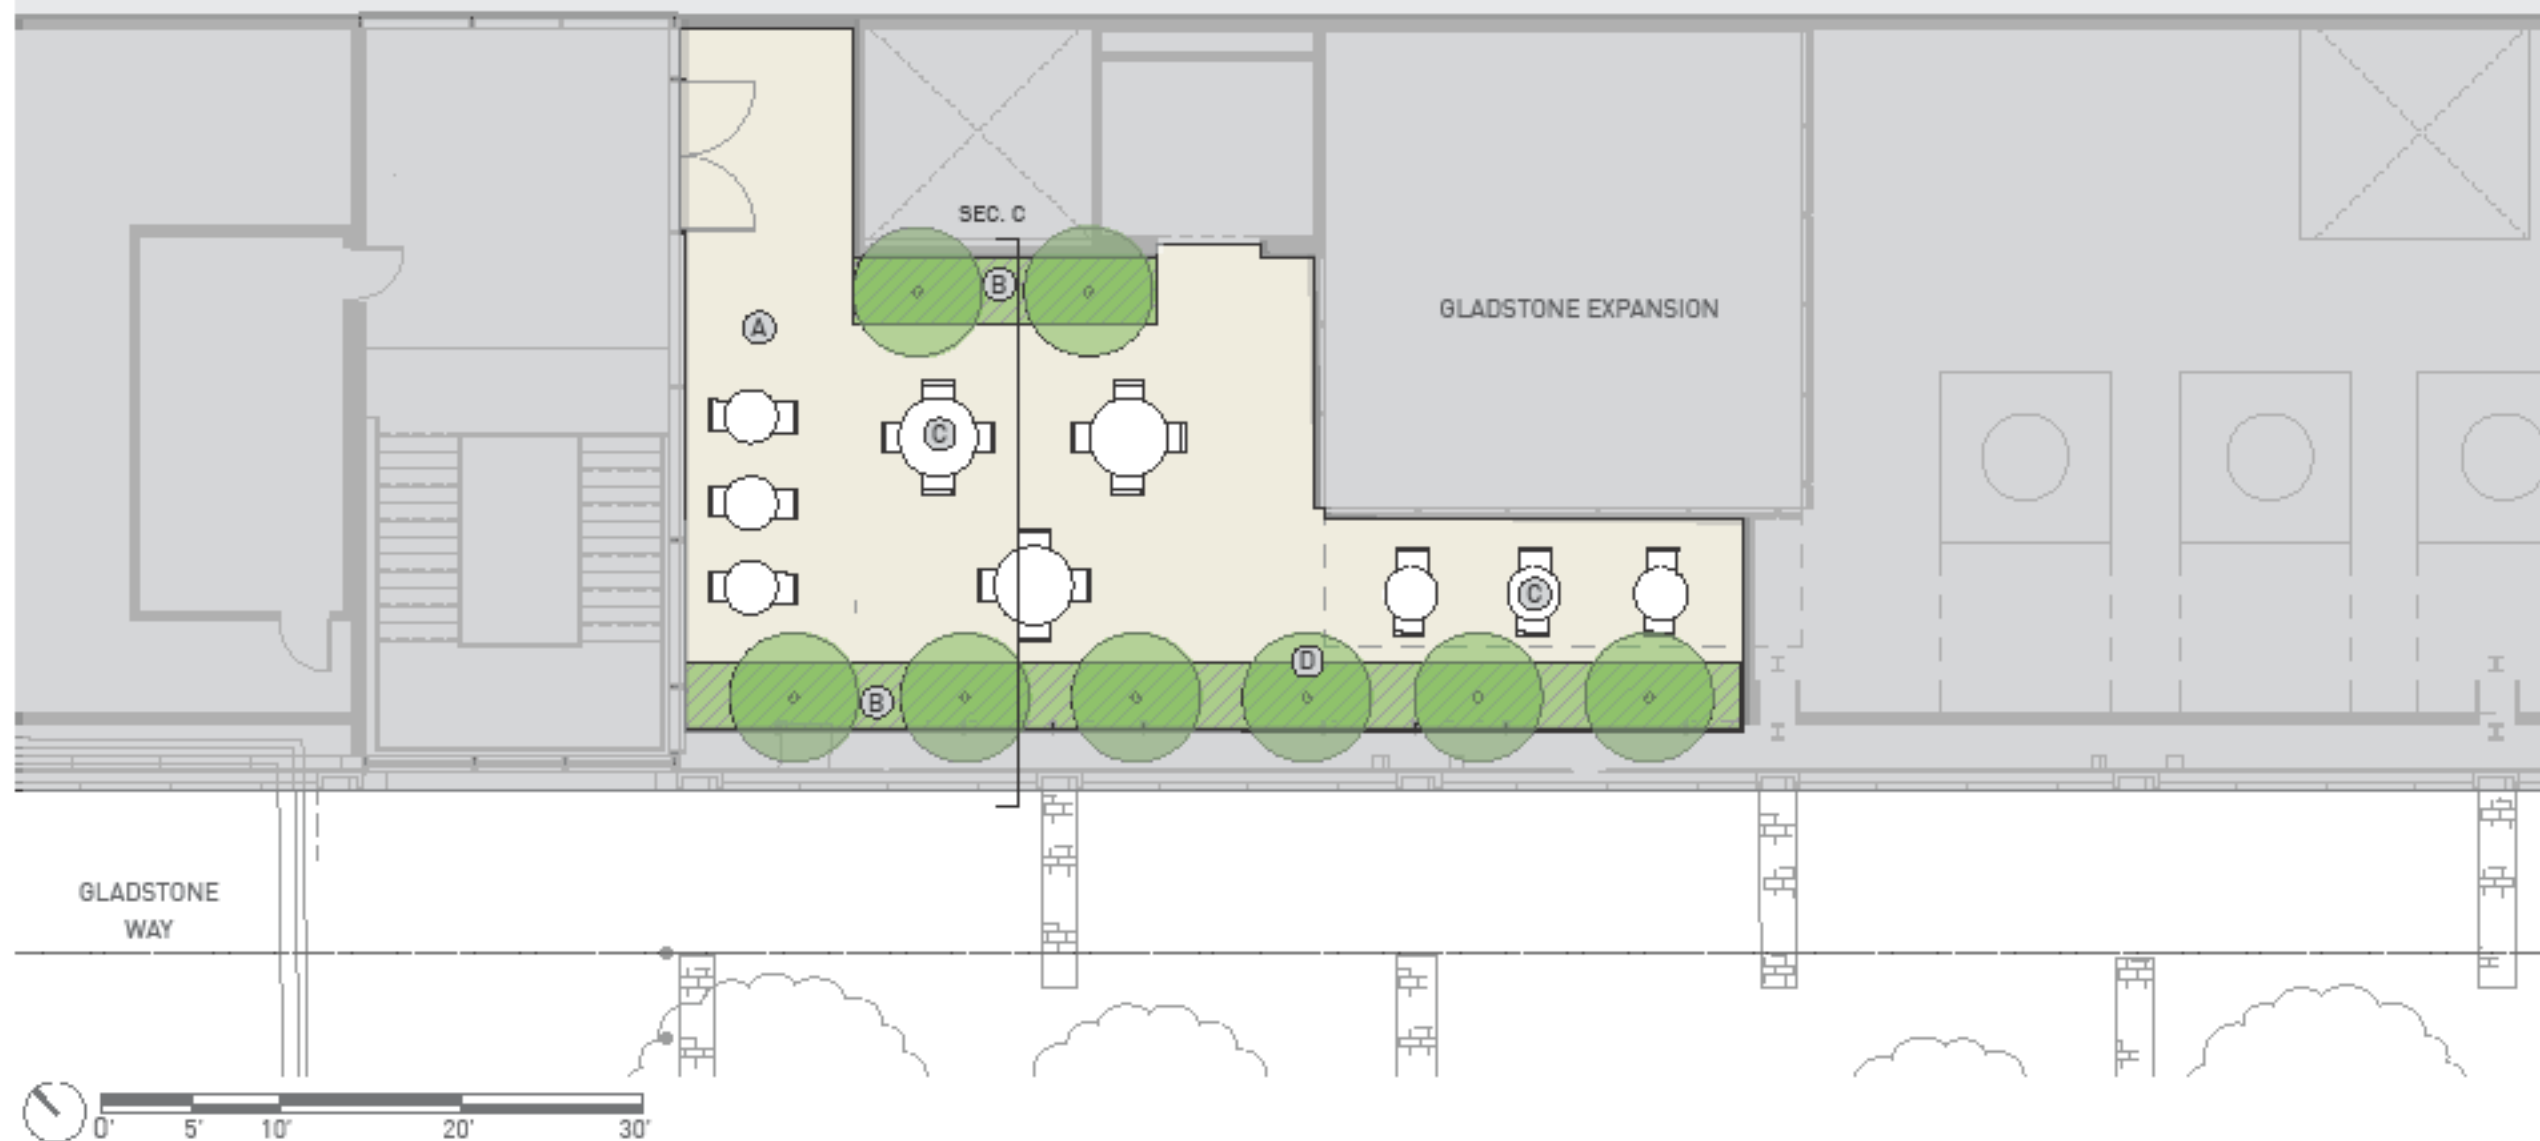 SEC. C
B
GLADSTONE EXPANSION
A
C
C
D
B
GLADSTONE
WAY
0' 5' 10' 20' 30'